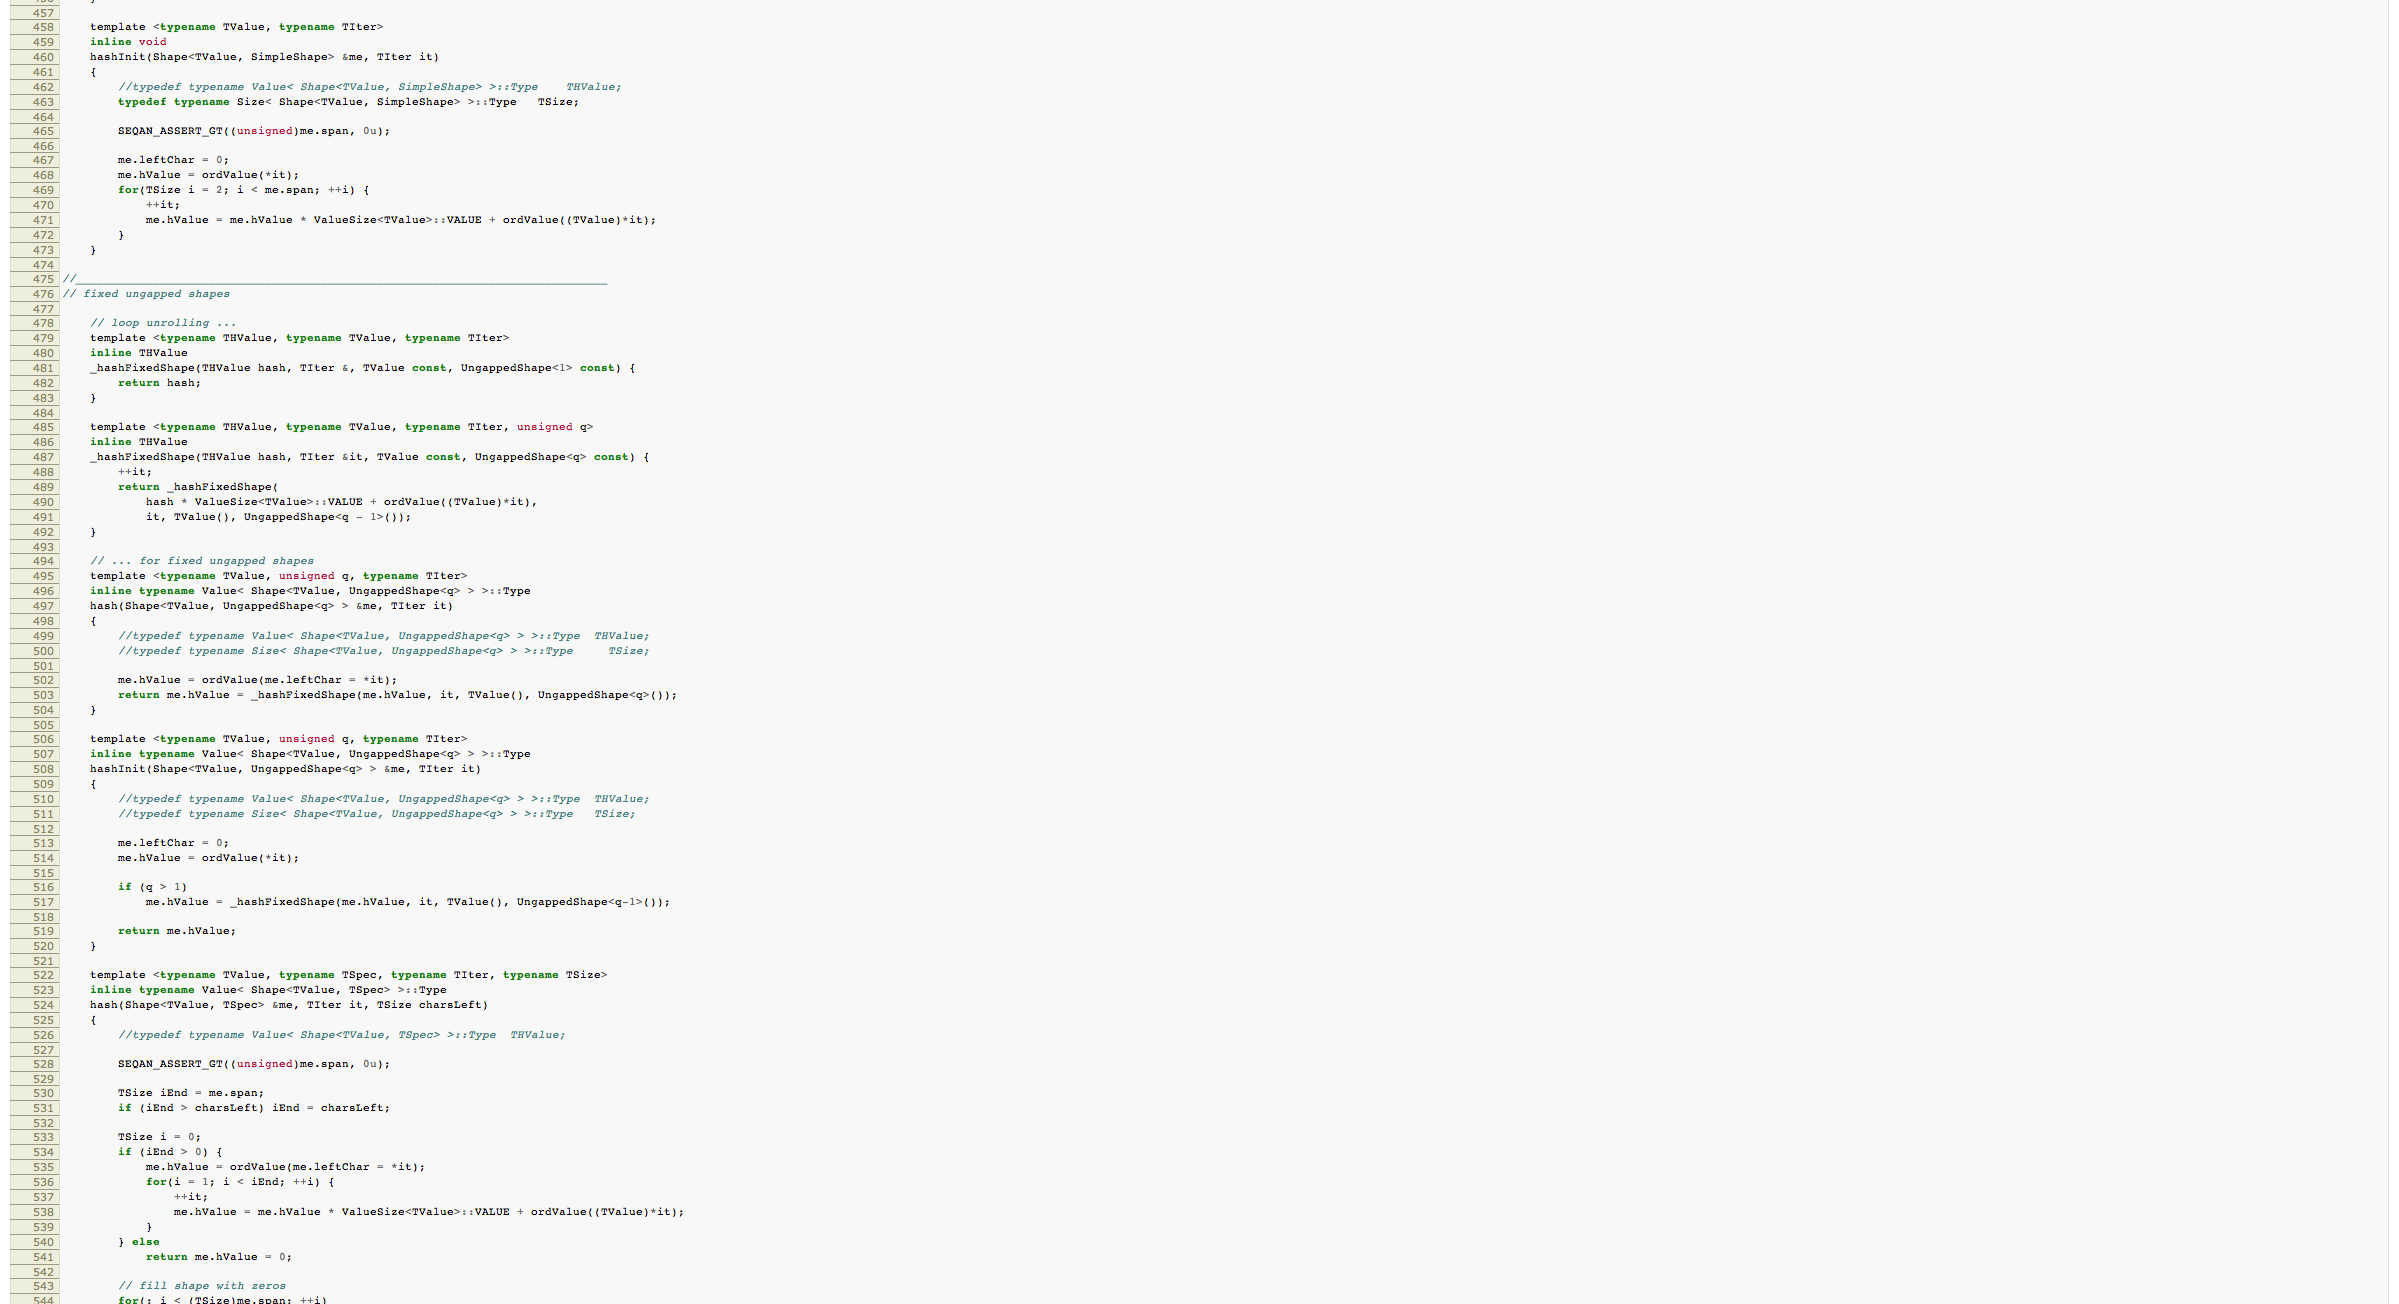 457
458 template <typename TValue, typename TIter>
459 inline void
460 hashInit(Shape<TValue, SimpleShape> &me, TIter it)
461 {
462 //typedef typename Value< Shape<TValue, SimpleShape> >::Type    THValue;
463 typedef typename Size< Shape<TValue, SimpleShape> >::Type   TSize;
464
465 SEQAN_ASSERT_GT((unsigned)me.span, 0u);
466
467 me.leftChar = 0;
468 me.hValue = ordValue(*it);
469 for(TSize i = 2; i < me.span; ++i) {
470 ++it;
471 me.hValue = me.hValue * ValueSize<TValue>::VALUE + ordValue((TValue)*it);
472 }
473 }
474
475 //____________________________________________________________________________
476 // fixed ungapped shapes
477
478 // loop unrolling ...
479 template <typename THValue, typename TValue, typename TIter>
480 inline THValue
481 _hashFixedShape(THValue hash, TIter &, TValue const, UngappedShape<1> const) {
482 return hash;
483 }
484
485 template <typename THValue, typename TValue, typename TIter, unsigned q>
486 inline THValue
487 _hashFixedShape(THValue hash, TIter &it, TValue const, UngappedShape<q> const) {
488 ++it;
489 return _hashFixedShape(
490 hash * ValueSize<TValue>::VALUE + ordValue((TValue)*it),
491 it, TValue(), UngappedShape<q - 1>());
492 }
493
494 // ... for fixed ungapped shapes
495 template <typename TValue, unsigned q, typename TIter>
496 inline typename Value< Shape<TValue, UngappedShape<q> > >::Type
497 hash(Shape<TValue, UngappedShape<q> > &me, TIter it)
498 {
499 //typedef typename Value< Shape<TValue, UngappedShape<q> > >::Type  THValue;
500 //typedef typename Size< Shape<TValue, UngappedShape<q> > >::Type     TSize;
501
502 me.hValue = ordValue(me.leftChar = *it);
503 return me.hValue = _hashFixedShape(me.hValue, it, TValue(), UngappedShape<q>());
504 }
505
506 template <typename TValue, unsigned q, typename TIter>
507 inline typename Value< Shape<TValue, UngappedShape<q> > >::Type
508 hashInit(Shape<TValue, UngappedShape<q> > &me, TIter it)
509 {
510 //typedef typename Value< Shape<TValue, UngappedShape<q> > >::Type  THValue;
511 //typedef typename Size< Shape<TValue, UngappedShape<q> > >::Type   TSize;
512
513 me.leftChar = 0;
514 me.hValue = ordValue(*it);
515
516 if (q > 1)
517 me.hValue = _hashFixedShape(me.hValue, it, TValue(), UngappedShape<q-1>());
518
519 return me.hValue;
520 }
521
522 template <typename TValue, typename TSpec, typename TIter, typename TSize>
523 inline typename Value< Shape<TValue, TSpec> >::Type
524 hash(Shape<TValue, TSpec> &me, TIter it, TSize charsLeft)
525 {
526 //typedef typename Value< Shape<TValue, TSpec> >::Type  THValue;
527
528 SEQAN_ASSERT_GT((unsigned)me.span, 0u);
529
530 TSize iEnd = me.span;
531 if (iEnd > charsLeft) iEnd = charsLeft;
532
533 TSize i = 0;
534 if (iEnd > 0) {
535 me.hValue = ordValue(me.leftChar = *it);
536 for(i = 1; i < iEnd; ++i) {
537 ++it;
538 me.hValue = me.hValue * ValueSize<TValue>::VALUE + ordValue((TValue)*it);
539 }
540 } else
541 return me.hValue = 0;
542
543 // fill shape with zeros
544 for(; i < (TSize)me.span; ++i)